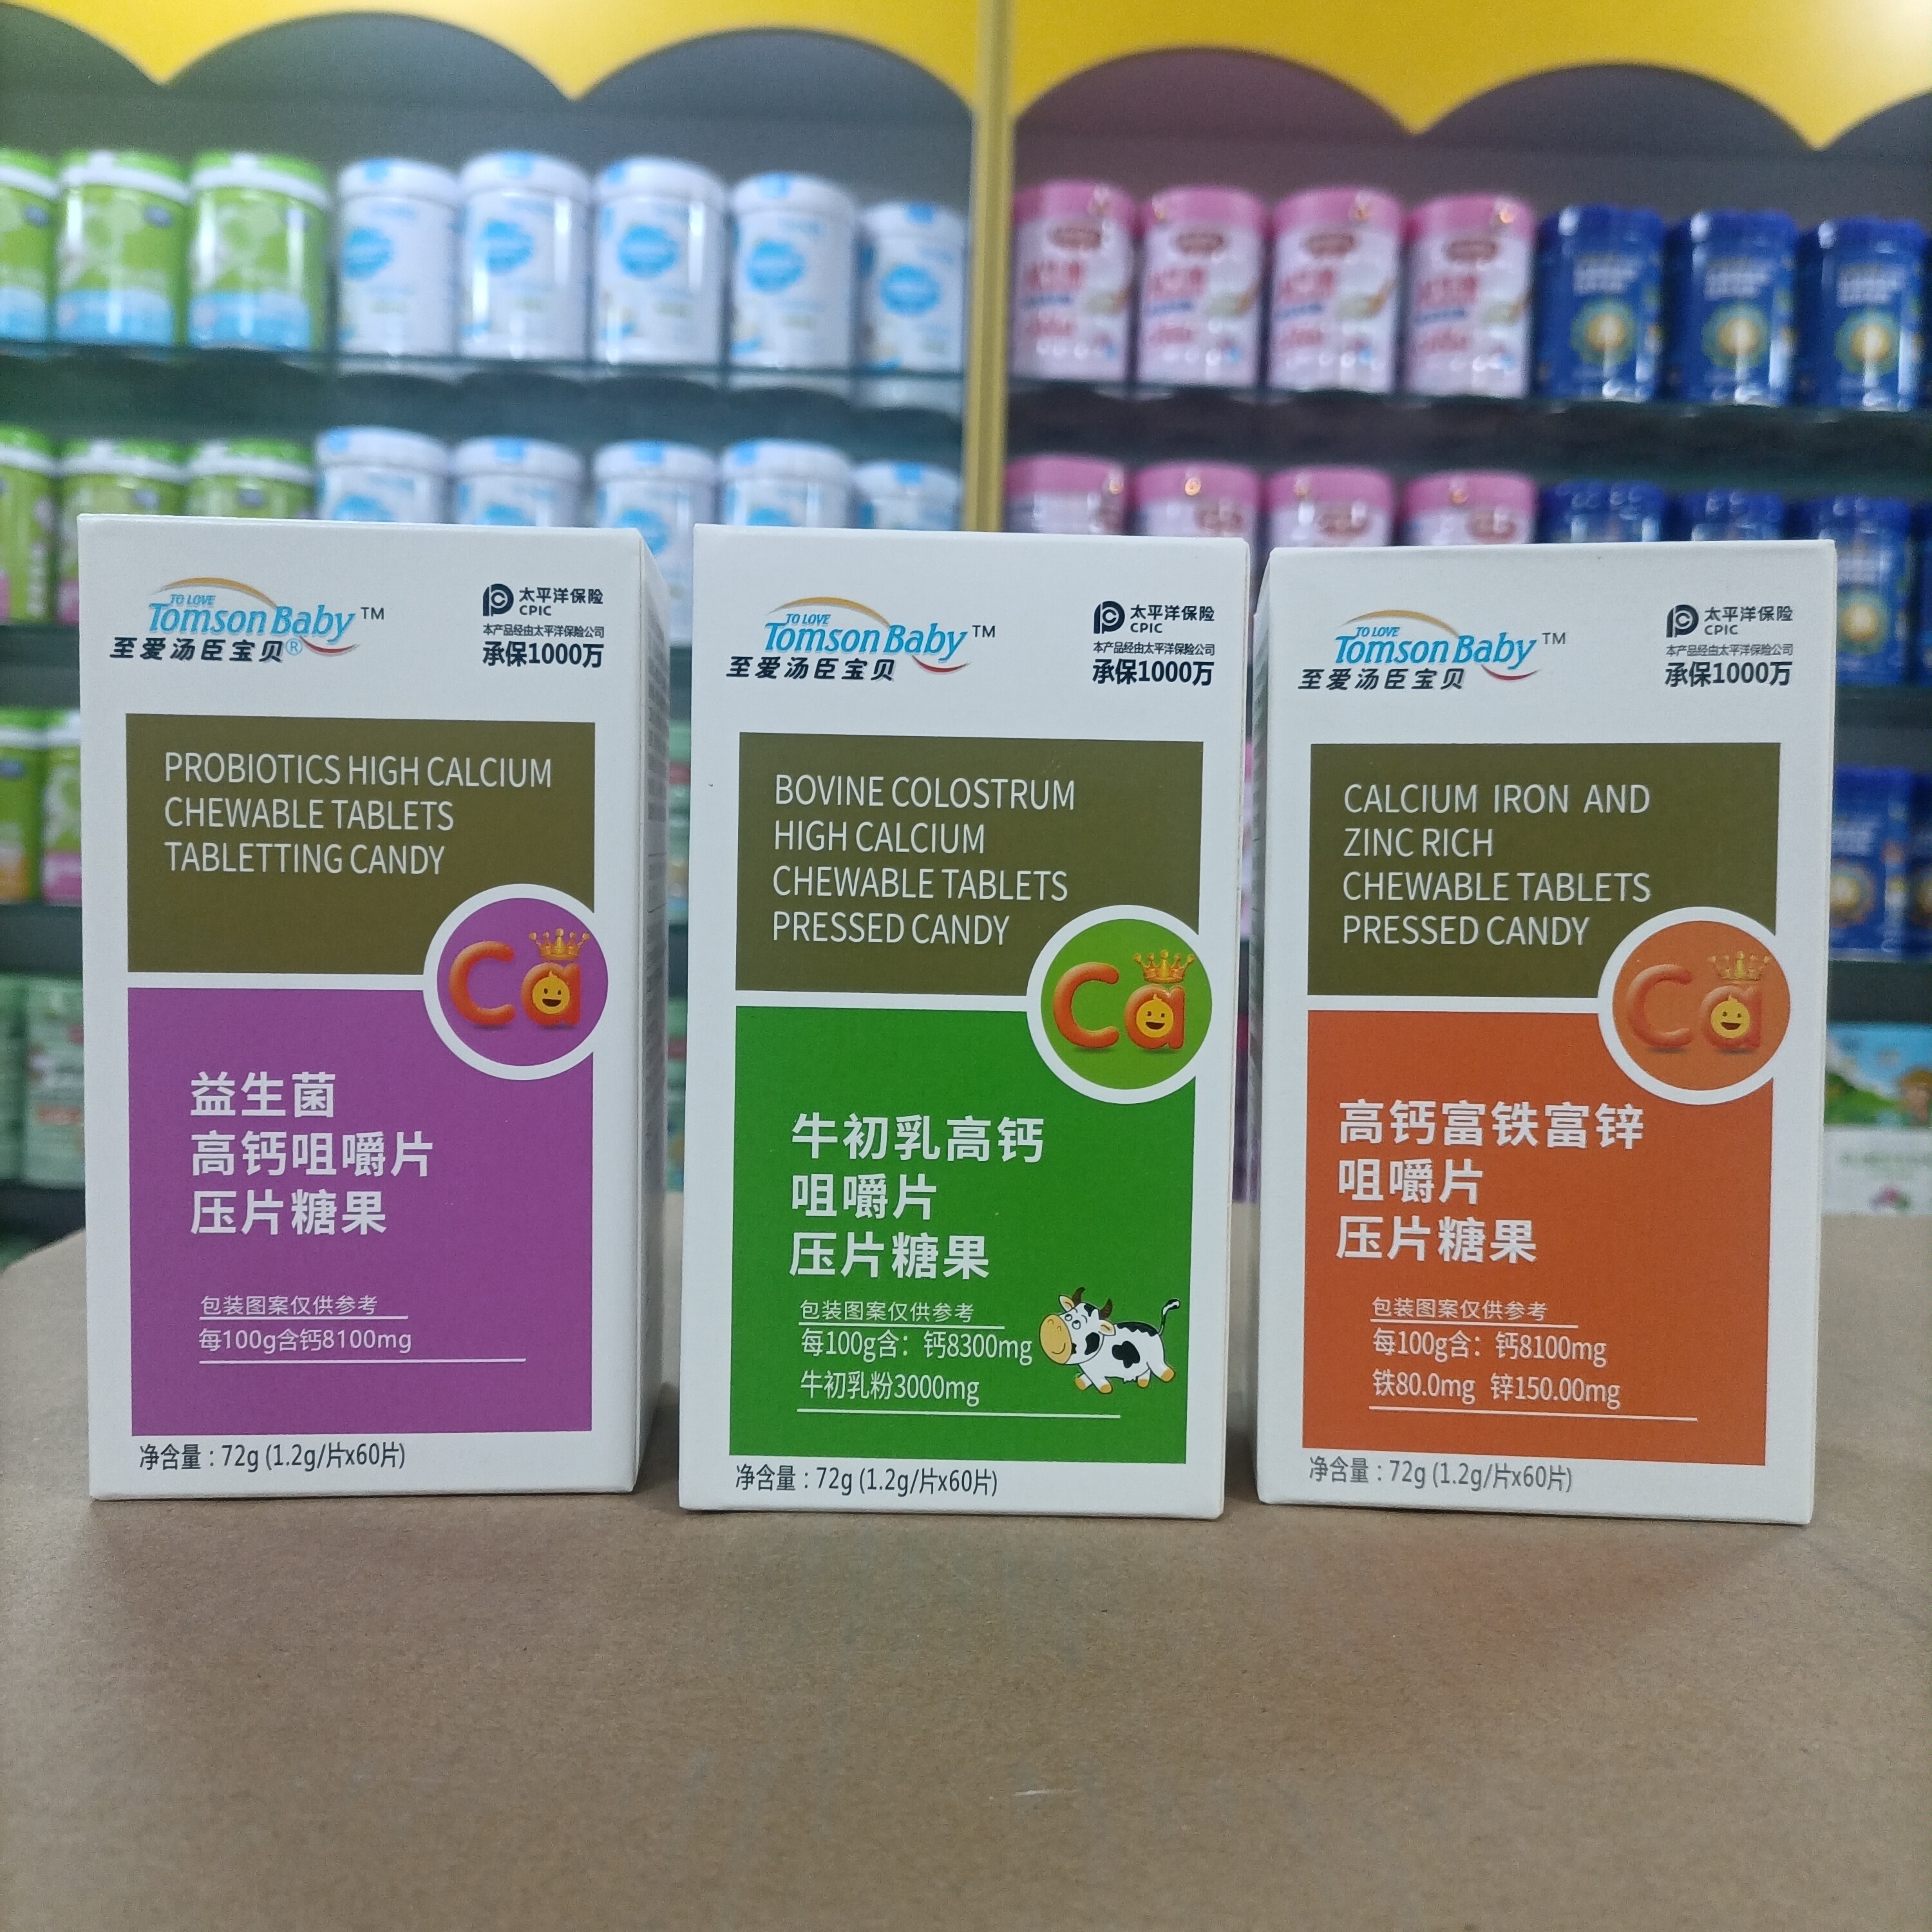 TO LOVE
Tomson Baby™
至爱汤臣宝贝®
太平洋保险
CPIC
本产品经由太平洋保险公司
承保1000万
PROBIOTICS HIGH CALCIUM
CHEWABLE TABLETS
TABLETTING CANDY
Ca
益生菌
高钙咀嚼片
压片糖果
包装图案仅供参考
每100g含钙8100mg
净含量：72g (1.2g/片x60片)
TO LOVE
Tomson Baby™
至爱汤臣宝贝
太平洋保险
CPIC
本产品经由太平洋保险公司
承保1000万
BOVINE COLOSTRUM
HIGH CALCIUM
CHEWABLE TABLETS
PRESSED CANDY
Ca
牛初乳高钙
咀嚼片
压片糖果
包装图案仅供参考
每100g含：钙8300mg
牛初乳粉3000mg
净含量：72g (1.2g/片x60片)
TO LOVE
Tomson Baby™
至爱汤臣宝贝
太平洋保险
CPIC
本产品经由太平洋保险公司
承保1000万
CALCIUM IRON AND
ZINC RICH
CHEWABLE TABLETS
PRESSED CANDY
Ca
高钙富铁富锌
咀嚼片
压片糖果
包装图案仅供参考
每100g含：钙8100mg
铁80.0mg 锌150.00mg
净含量：72g (1.2g/片x60片)